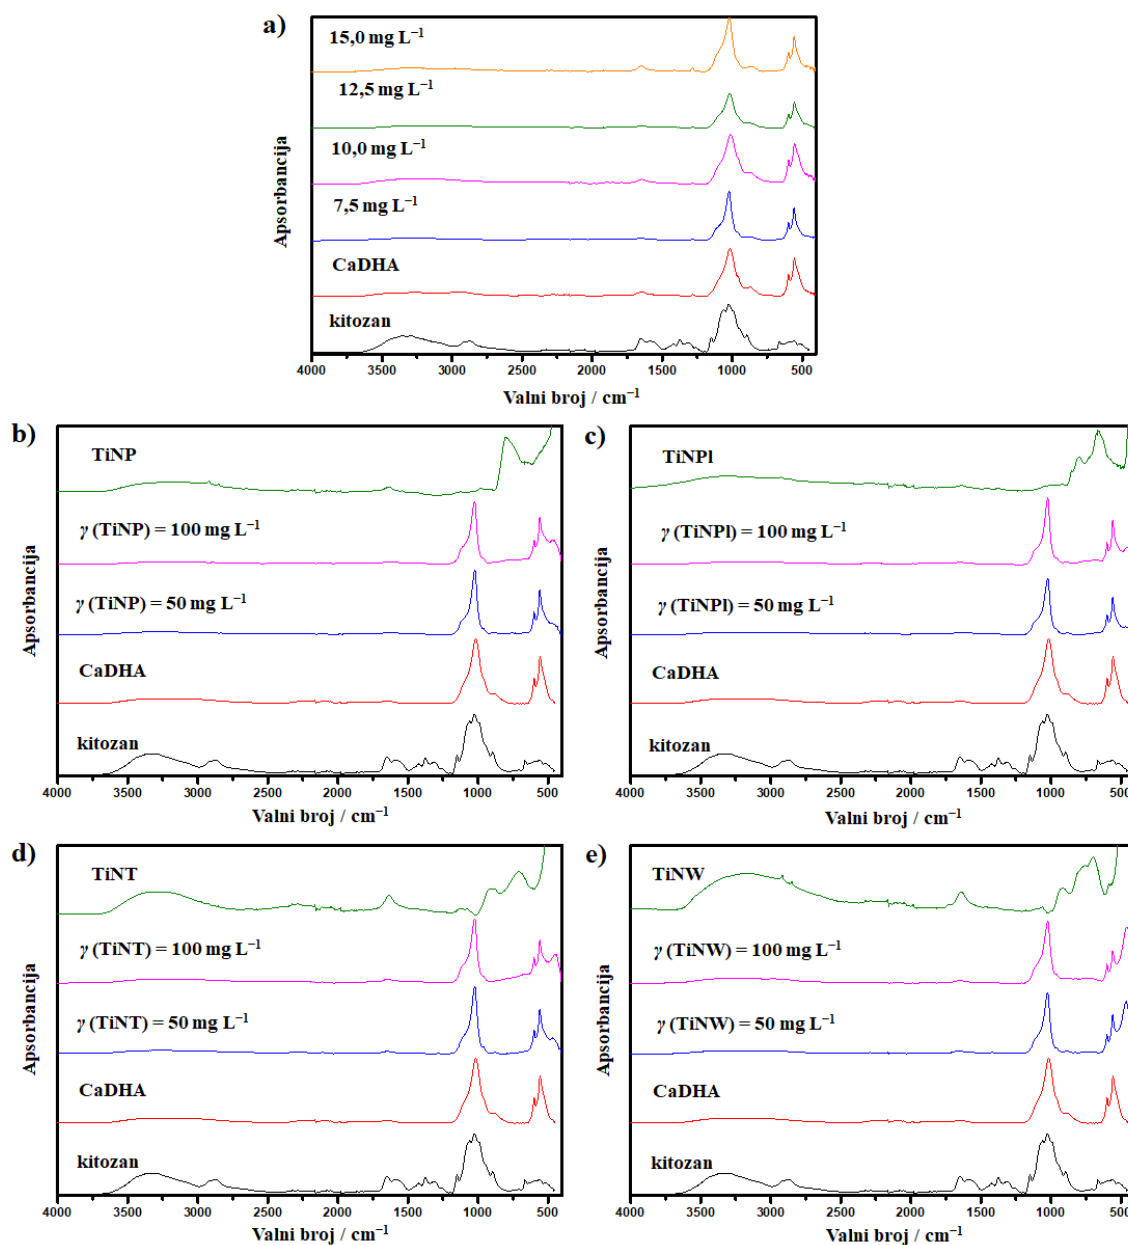 a)
15,0 mg L⁻¹
12,5 mg L⁻¹
10,0 mg L⁻¹
7,5 mg L⁻¹
CaDHA
kitozan
Apsorbancija
4000 3500 3000 2500 2000 1500 1000 500
Valni broj / cm⁻¹
b)
TiNP
γ (TiNP) = 100 mg L⁻¹
γ (TiNP) = 50 mg L⁻¹
CaDHA
kitozan
Apsorbancija
4000 3500 3000 2500 2000 1500 1000 500
Valni broj / cm⁻¹
c)
TiNPl
γ (TiNPl) = 100 mg L⁻¹
γ (TiNPl) = 50 mg L⁻¹
CaDHA
kitozan
Apsorbancija
4000 3500 3000 2500 2000 1500 1000 500
Valni broj / cm⁻¹
d)
TiNT
γ (TiNT) = 100 mg L⁻¹
γ (TiNT) = 50 mg L⁻¹
CaDHA
kitozan
Apsorbancija
4000 3500 3000 2500 2000 1500 1000 500
Valni broj / cm⁻¹
e)
TiNW
γ (TiNW) = 100 mg L⁻¹
γ (TiNW) = 50 mg L⁻¹
CaDHA
kitozan
Apsorbancija
4000 3500 3000 2500 2000 1500 1000 500
Valni broj / cm⁻¹